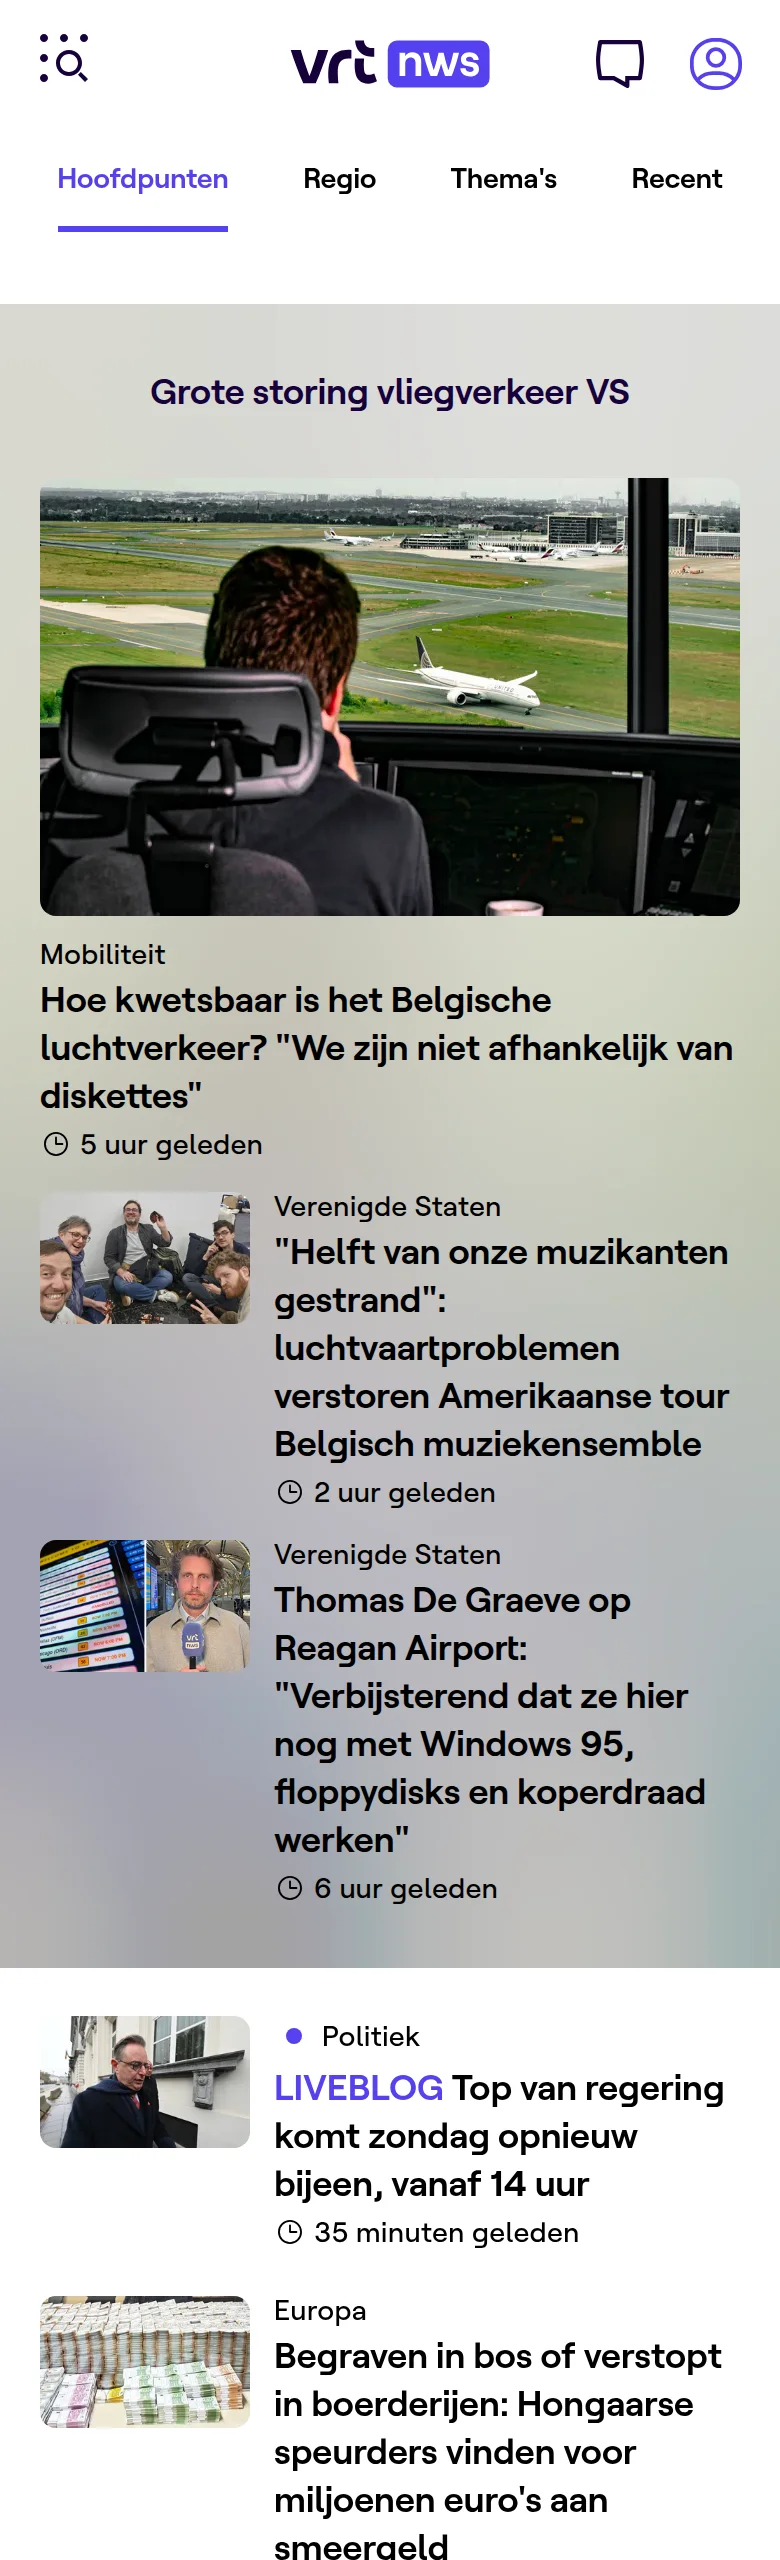 vrt nws
Hoofdpunten Regio Thema's Recent
Grote storing vliegverkeer VS
Mobiliteit
Hoe kwetsbaar is het Belgische
luchtverkeer? "We zijn niet afhankelijk van
diskettes"
5 uur geleden
Verenigde Staten
"Helft van onze muzikanten
gestrand":
luchtvaartproblemen
verstoren Amerikaanse tour
Belgisch muziekensemble
2 uur geleden
Verenigde Staten
Thomas De Graeve op
Reagan Airport:
"Verbijsterend dat ze hier
nog met Windows 95,
floppydisks en koperdraad
werken"
6 uur geleden
Politiek
LIVEBLOG Top van regering
komt zondag opnieuw
bijeen, vanaf 14 uur
35 minuten geleden
Europa
Begraven in bos of verstopt
in boerderijen: Hongaarse
speurders vinden voor
miljoenen euro's aan
smeergeld